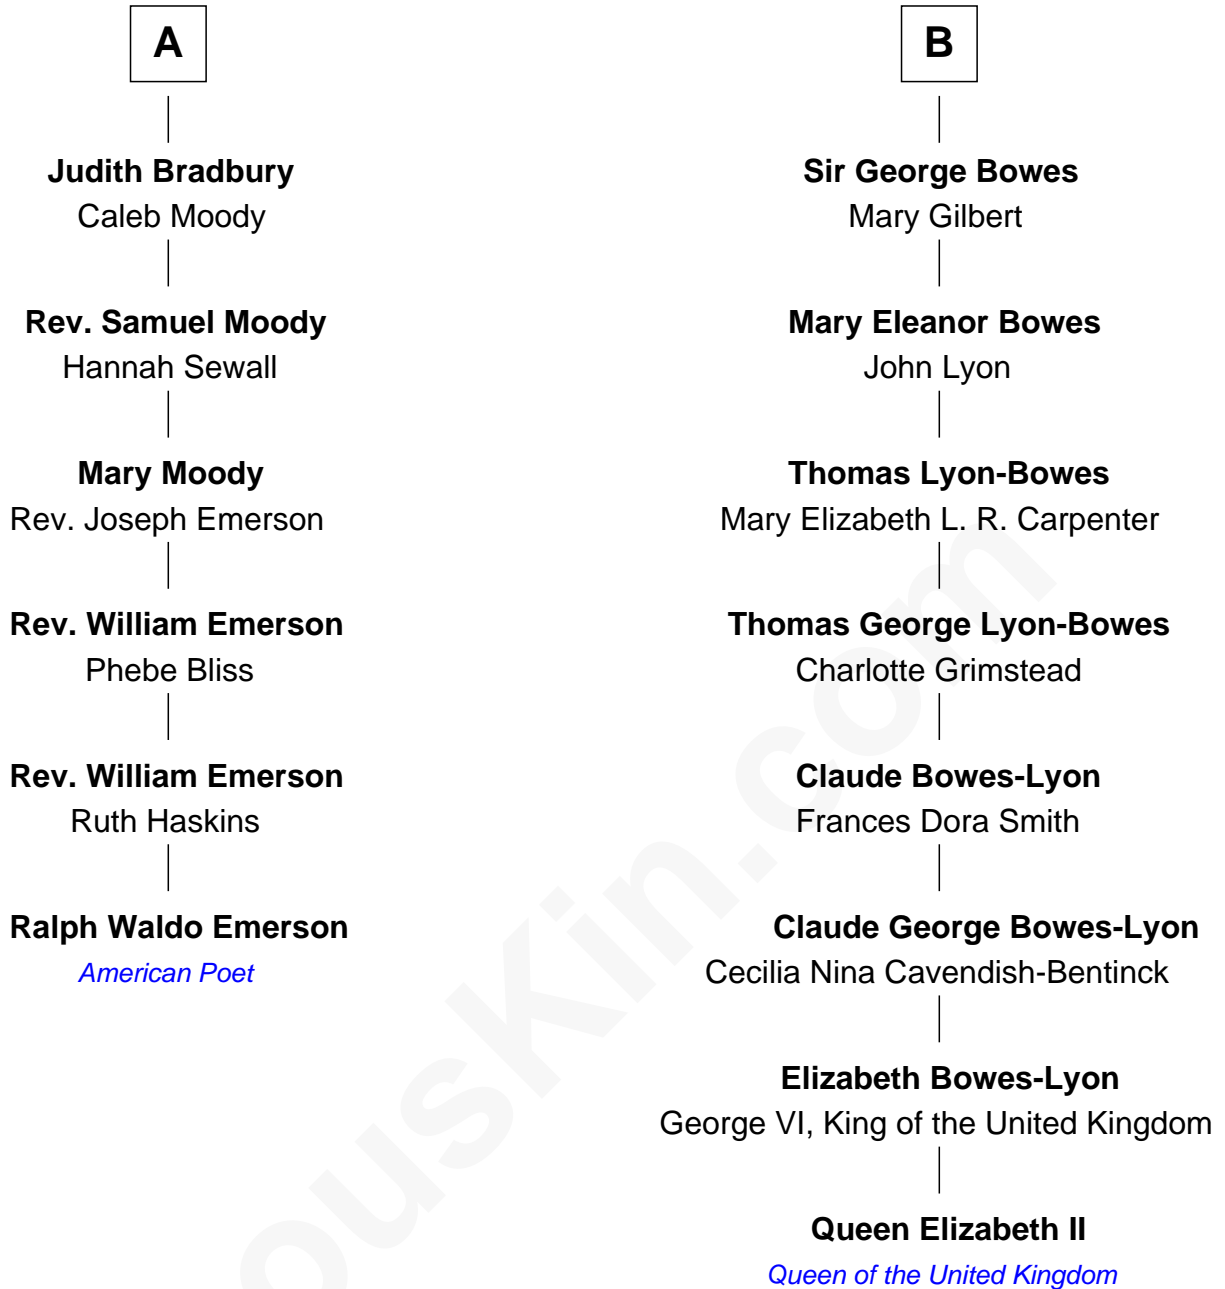 A
Judith Bradbury
Caleb Moody
Rev. Samuel Moody
Hannah Sewall
Mary Moody
Rev. Joseph Emerson
Rev. William Emerson
Phebe Bliss
Rev. William Emerson
Ruth Haskins
Ralph Waldo Emerson
American Poet
B
Sir George Bowes
Mary Gilbert
Mary Eleanor Bowes
John Lyon
Thomas Lyon-Bowes
Mary Elizabeth L. R. Carpenter
Thomas George Lyon-Bowes
Charlotte Grimstead
Claude Bowes-Lyon
Frances Dora Smith
Claude George Bowes-Lyon
Cecilia Nina Cavendish-Bentinck
Elizabeth Bowes-Lyon
George VI, King of the United Kingdom
Queen Elizabeth II
Queen of the United Kingdom
ousKin.com